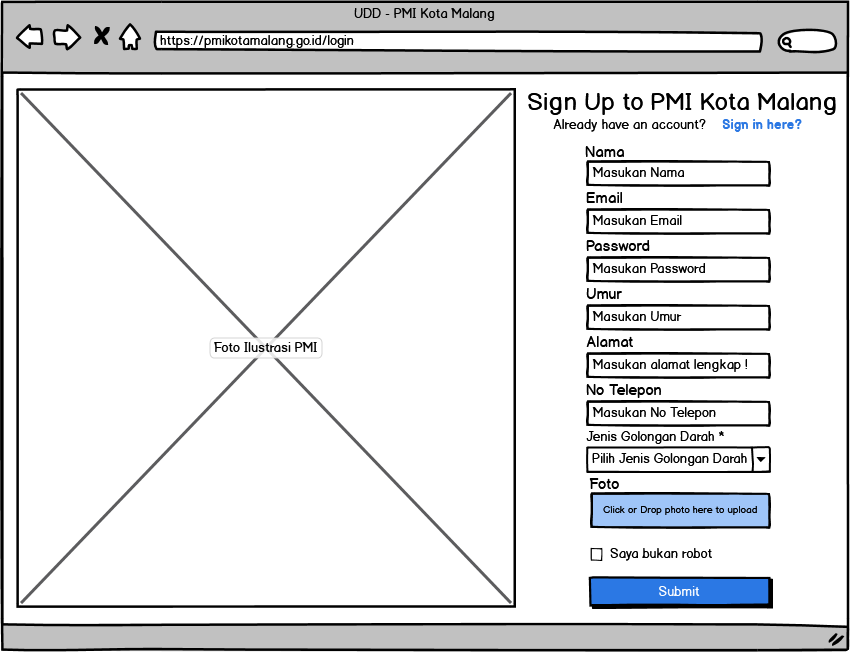 UDD - PMI Kota Malang
https://pmikotamalang.go.id/login
Sign Up to PMI Kota Malang
Already have an account? Sign in here?
Nama
Masukan Nama
Email
Masukan Email
Password
Masukan Password
Umur
Masukan Umur
Foto Ilustrasi PMI
Alamat
Masukan alamat lengkap !
No Telepon
Masukan No Telepon
Jenis Golongan Darah *
Pilih Jenis Golongan Darah
Foto
Click or Drop photo here to upload
Saya bukan robot
Submit